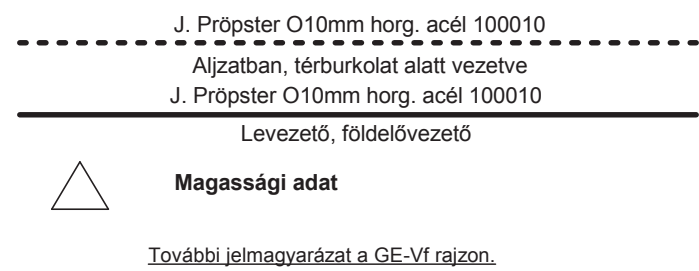 J. Pröpster O10mm horg. acél 100010
Aljzatban, térburkolat alatt vezetve
J. Pröpster O10mm horg. acél 100010
Levezető, földelővezető
Magassági adat
További jelmagyarázat a GE-Vf rajzon.